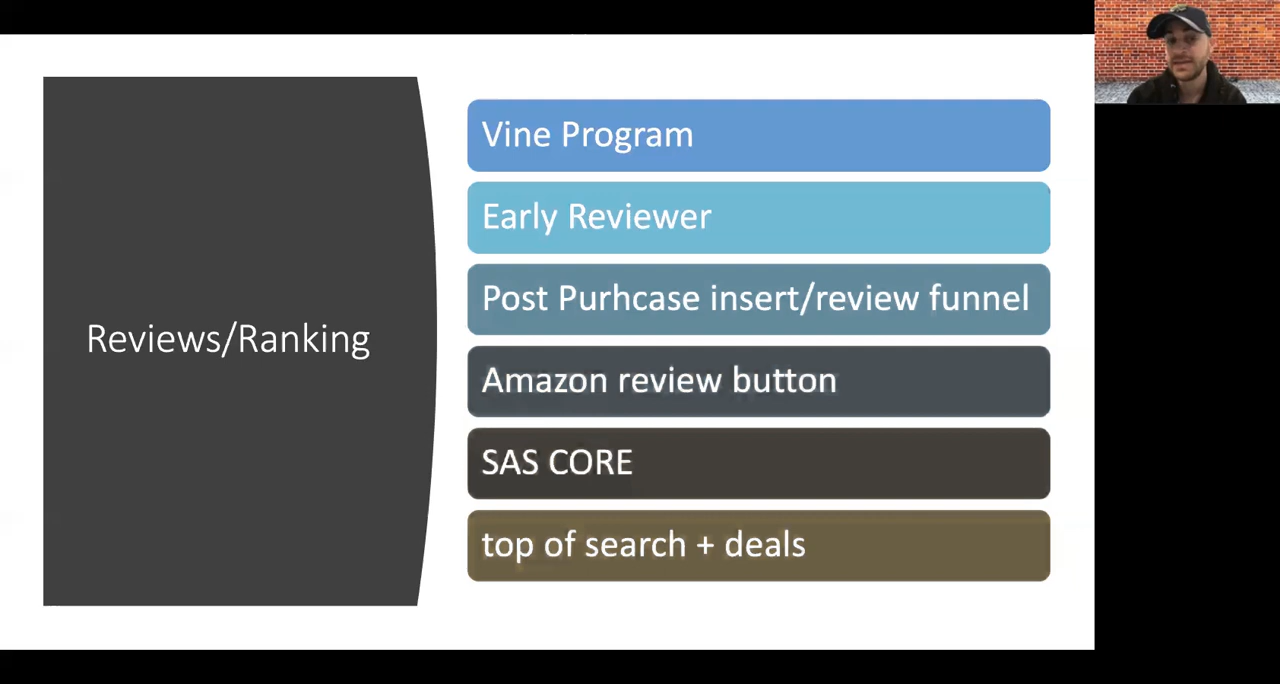 Reviews/Ranking
Vine Program
Early Reviewer
Post Purhcase insert/review funnel
Amazon review button
SAS CORE
top of search + deals